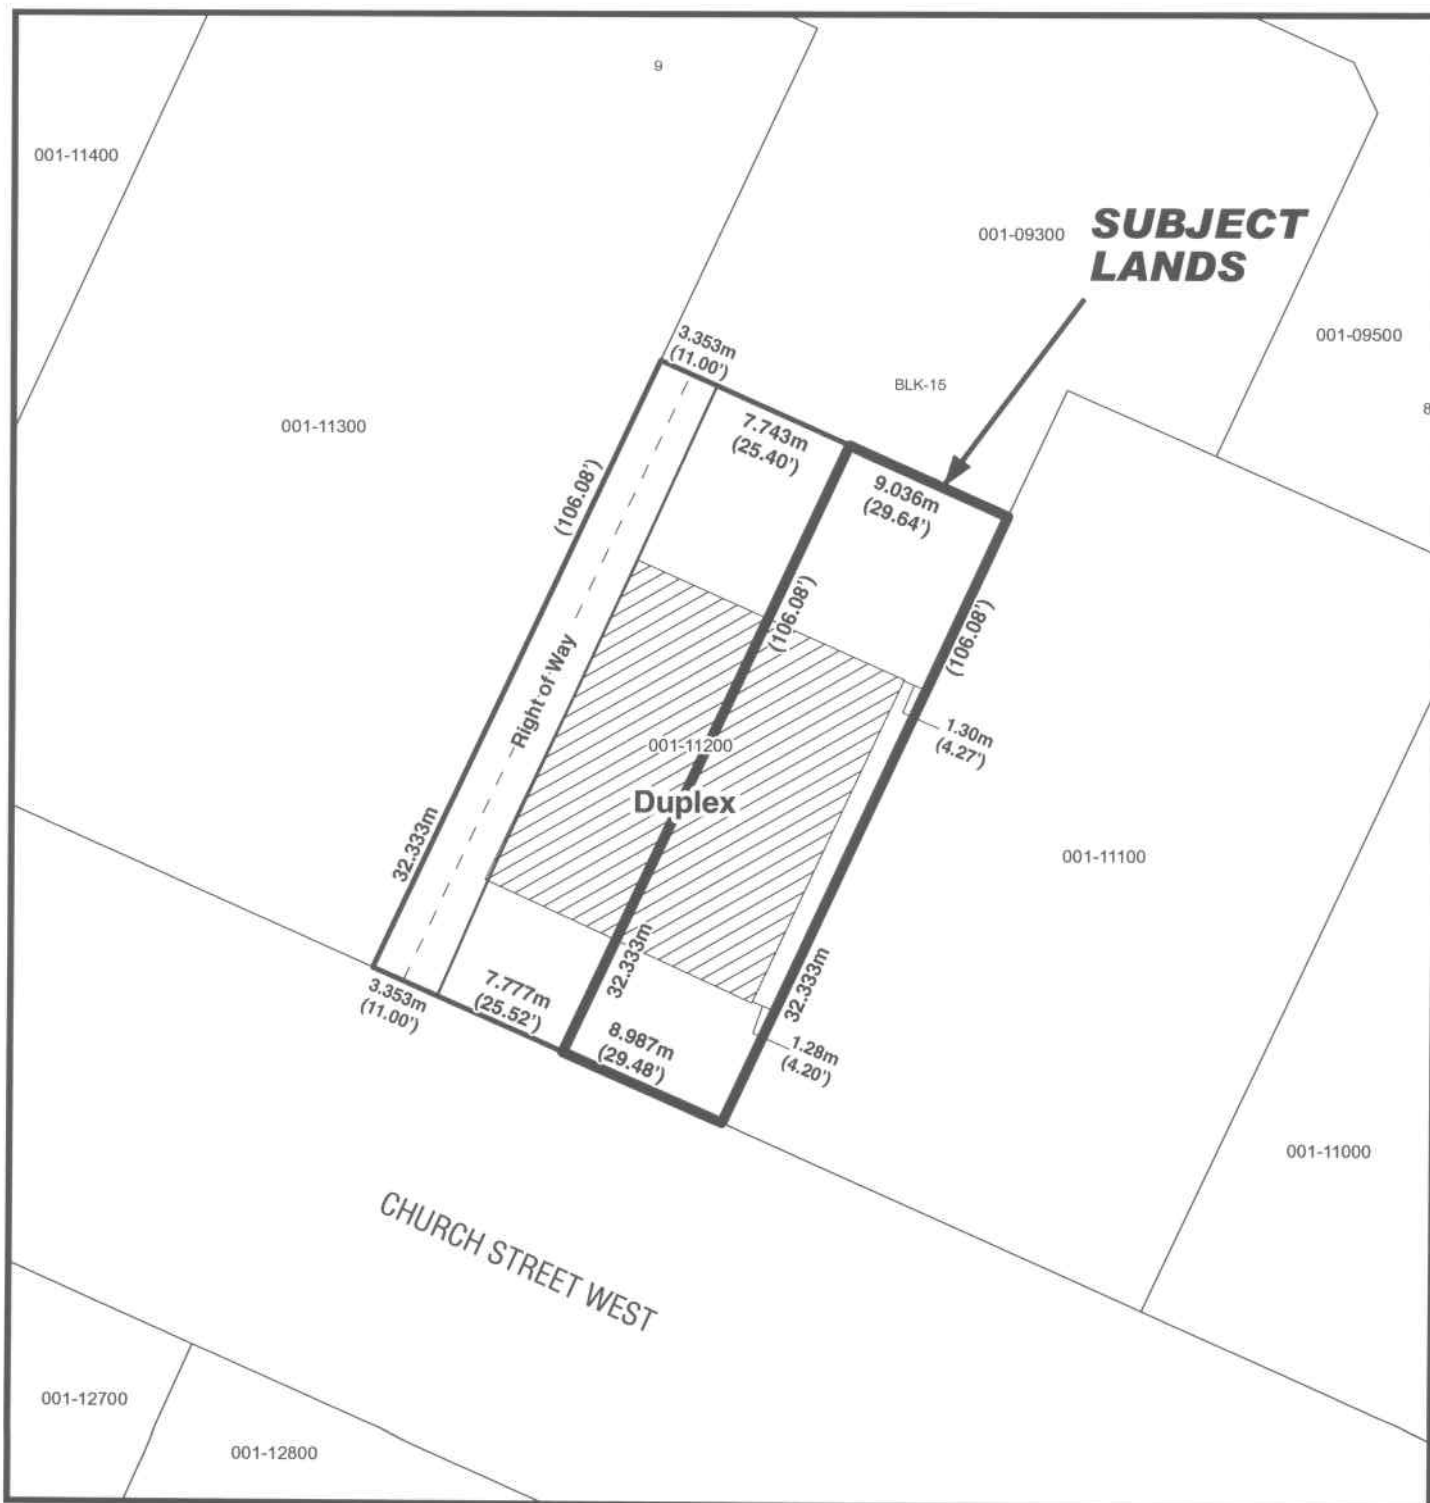 9
001-11400
001-09300
SUBJECT
LANDS
001-09500
8
BLK-15
001-11300
3.353m
(11.00')
7.743m
(25.40')
9.036m
(29.64')
(106.08')
(106.08')
(106.08')
Right of Way
001-11200
Duplex
1.30m
(4.27')
001-11100
32.333m
32.333m
32.333m
3.353m
(11.00')
7.777m
(25.52')
8.987m
(29.48')
1.28m
(4.20')
001-11000
CHURCH STREET WEST
001-12700
001-12800